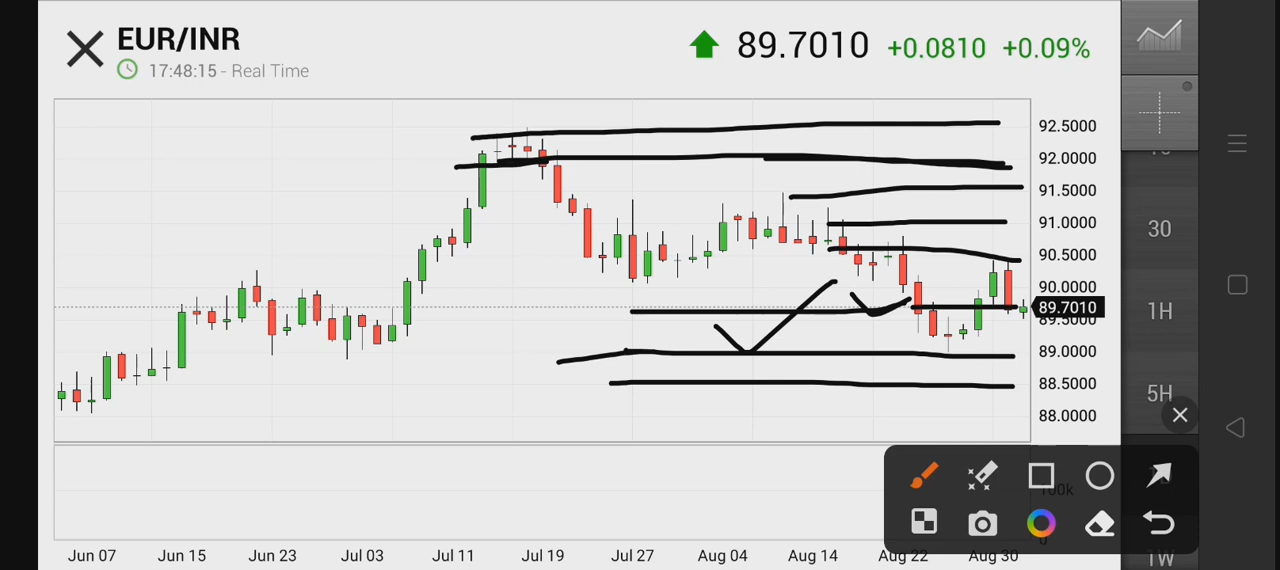 EUR/INR
17:48:15 - Real Time
89.7010 +0.0810 +0.09%
92.5000
92.0000
91.5000
91.0000
90.5000
90.0000
89.7010
89.5000
89.0000
88.5000
88.0000
30
1H
5H
1W
100k
0
Jun 07 Jun 15 Jun 23 Jul 03 Jul 11 Jul 19 Jul 27 Aug 04 Aug 14 Aug 22 Aug 30